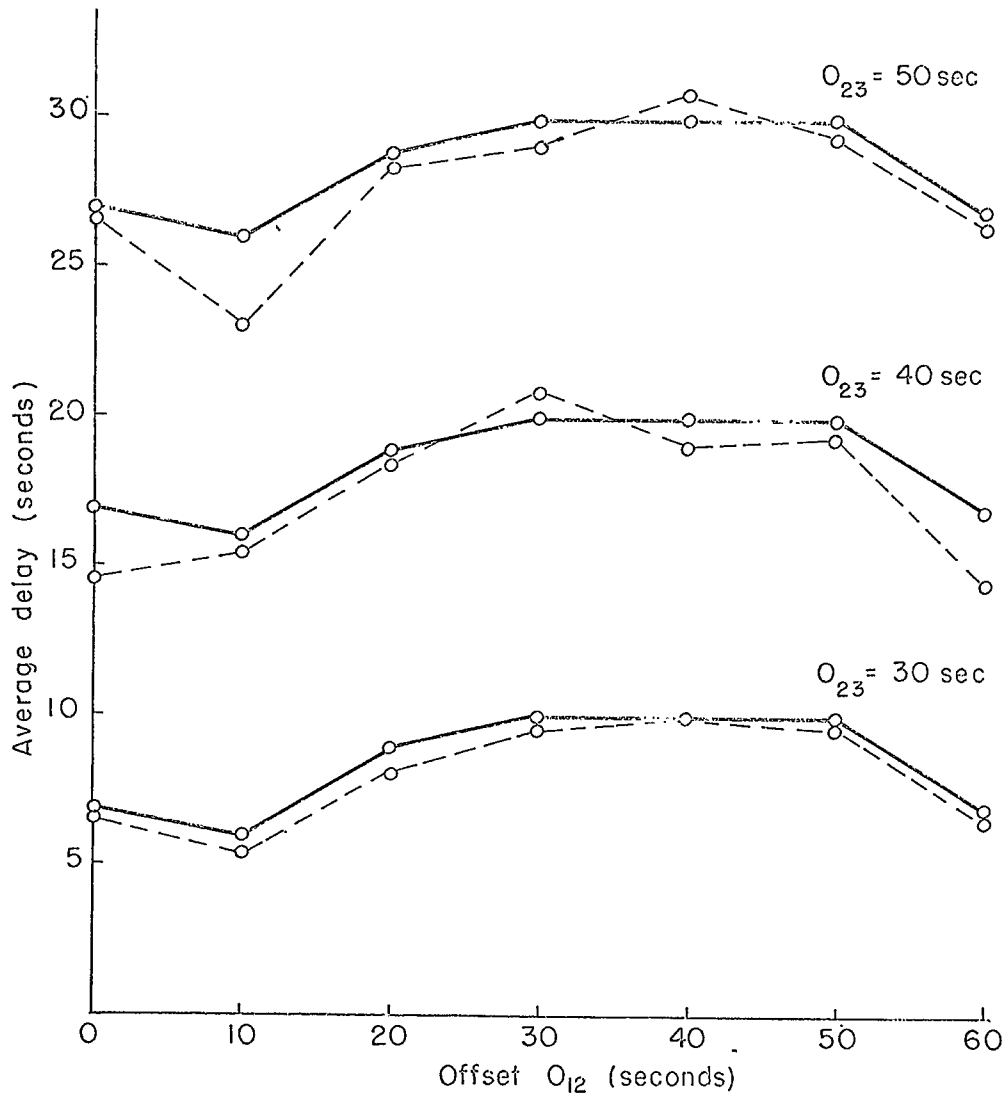 O23 = 50 sec
30
25
O23 = 40 sec
20
15
O23 = 30 sec
10
5
Average delay (seconds)
0 10 20 30 40 50 60
Offset O12 (seconds)